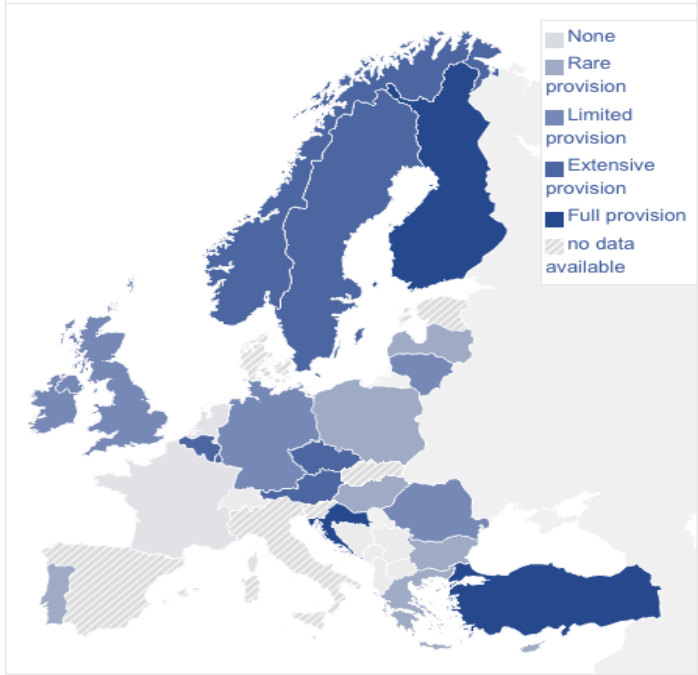 None
Rare
provision
Limited
provision
Extensive
provision
Full provision
no data
available